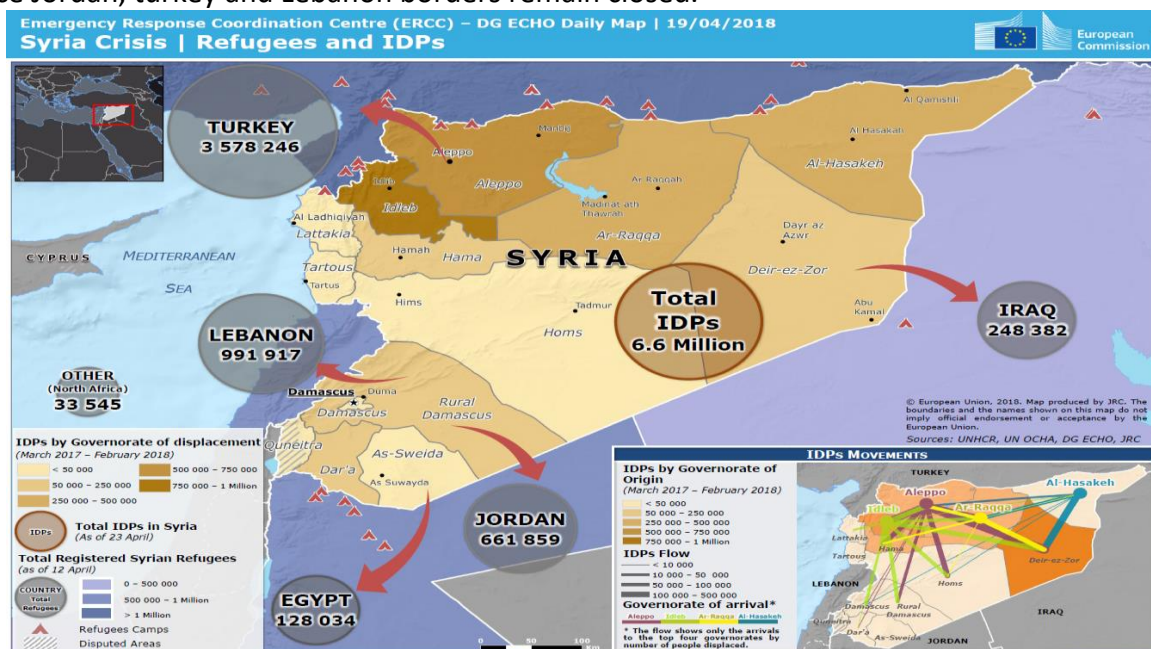 se Jordan, turkey and Lebanon borders remain closed.
Emergency Response Coordination Centre (ERCC) – DG ECHO Daily Map | 19/04/2018
Syria Crisis | Refugees and IDPs
European
Commission
TURKEY
3 578 246
Al Qamishli
Manbij
Al Hasakah
Aleppo
Aleppo
Al-Hasakeh
Idlib
Idleb
Ar-Raqqah
Madinat ath
Thawrah
Al Ladhiqiyah
Lattakia
Ar-Raqqa
Dayr az
Azwr
CYPRUS
MEDITERRANEAN
SEA
Hamah
Hama
SYRIA
Deir-ez-Zor
Tartous
Tartus
Hims
Tadmur
Homs
Total
IDPs
6.6 Million
Abu
Kamal
IRAQ
248 382
LEBANON
991 917
OTHER
(North Africa)
33 545
Damascus
Duma
Damascus
Rural
Damascus
Quneitra
Dar'a
As-Sweida
As Suwayda
JORDAN
661 859
EGYPT
128 034
© European Union, 2018. Map produced by JRC. The
boundaries and the names shown on this map do not
imply official endorsement or acceptance by the
European Union.
Sources: UNHCR, UN OCHA, DG ECHO, JRC
IDPs by Governorate of displacement
(March 2017 – February 2018)
< 50 000
500 000 – 750 000
50 000 – 250 000
750 000 – 1 Million
250 000 – 500 000
IDPs
Total IDPs in Syria
(As of 23 April)
Total Registered Syrian Refugees
(as of 12 April)
COUNTRY
Total
Refugees
0 – 500 000
500 000 – 1 Million
> 1 Million
Refugees Camps
Disputed Areas
0 50 100
Km
IDPs MOVEMENTS
IDPs by Governorate of
Origin
(March 2017 – February 2018)
< 50 000
50 000 – 250 000
250 000 – 500 000
500 000 – 750 000
750 000 – 1 Million
IDPs Flow
< 10 000
10 000 – 50 000
50 000 – 100 000
100 000 – 500 000
Governorate of arrival*
Aleppo Idleb Ar-Raqqa Al-Hasakeh
* The flow shows only the arrivals
to the top four governorates by
number of people displaced.
TURKEY
Al-Hasakeh
Aleppo
Idleb
Ar-Raqqa
Lattakia
Hama
Tartous
Deir-ez-Zor
Homs
LEBANON
Damascus
Rural
Damascus
IRAQ
Quneitra
Dar'a
As-Sweida
JORDAN